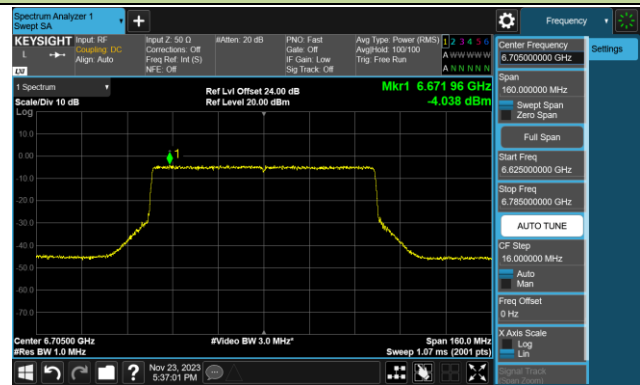 Spectrum Analyzer 1
Swept SA
Frequency
KEYSIGHT
L
Input: RF
Coupling: DC
Align: Auto
Input Z: 50 Ω
Corrections: Off
Freq Ref: Int (S)
NFE: Off
#Atten: 20 dB
PNO: Fast
Gate: Off
IF Gain: Low
Sig Track: Off
Avg Type: Power (RMS)
Avg|Hold: 100/100
Trig: Free Run
1 2 3 4 5 6
A W W W W W
A N N N N N
LXI
1 Spectrum
Scale/Div 10 dB
Log
Ref Lvl Offset 24.00 dB
Ref Level 20.00 dBm
Mkr1 6.671 96 GHz
-4.038 dBm
1
10.0
0.00
-10.0
-20.0
-30.0
-40.0
-50.0
-60.0
-70.0
Center 6.70500 GHz
#Res BW 1.0 MHz
#Video BW 3.0 MHz*
Span 160.0 MHz
Sweep 1.07 ms (2001 pts)
Nov 23, 2023
5:37:01 PM
?
Center Frequency
6.705000000 GHz
Settings
Span
160.000000 MHz
Swept Span
Zero Span
Full Span
Start Freq
6.625000000 GHz
Stop Freq
6.785000000 GHz
AUTO TUNE
CF Step
16.000000 MHz
Auto
Man
Freq Offset
0 Hz
X Axis Scale
Log
Lin
Signal Track
(Span Zoom)